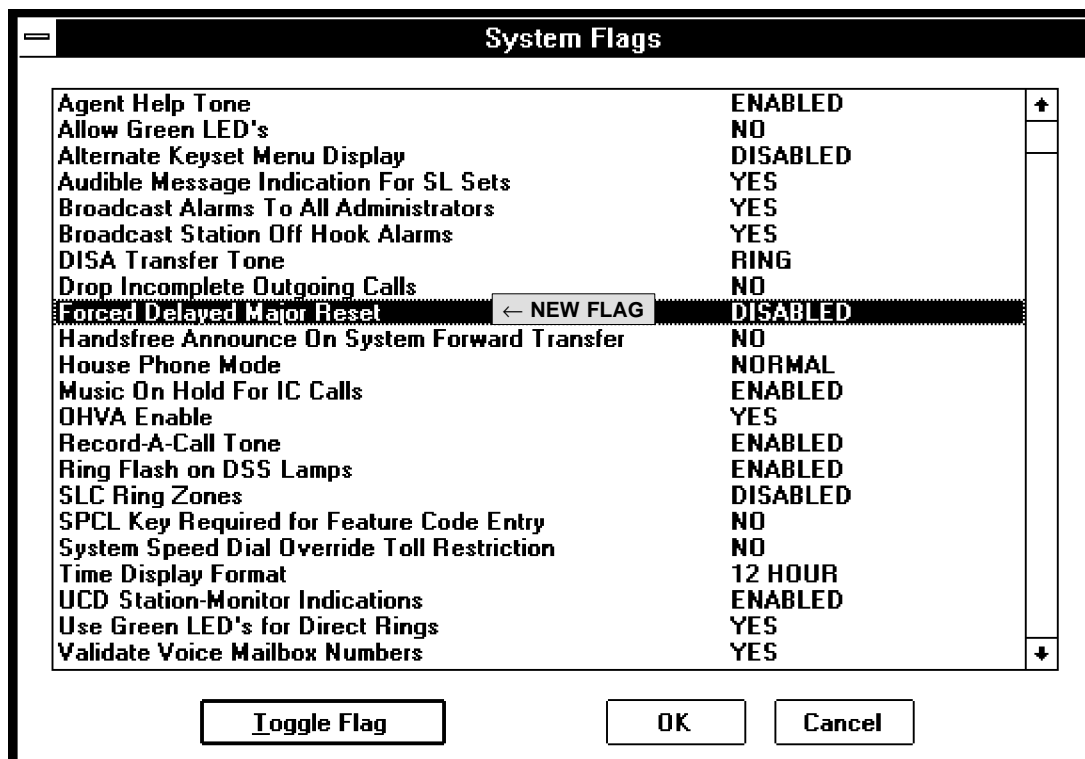 System Flags
Agent Help Tone ENABLED
Allow Green LED's NO
Alternate Keyset Menu Display DISABLED
Audible Message Indication For SL Sets YES
Broadcast Alarms To All Administrators YES
Broadcast Station Off Hook Alarms YES
DISA Transfer Tone RING
Drop Incomplete Outgoing Calls NO
Forced Delayed Major Reset ← NEW FLAG DISABLED
Handsfree Announce On System Forward Transfer NO
House Phone Mode NORMAL
Music On Hold For IC Calls ENABLED
OHVA Enable YES
Record-A-Call Tone ENABLED
Ring Flash on DSS Lamps ENABLED
SLC Ring Zones DISABLED
SPCL Key Required for Feature Code Entry NO
System Speed Dial Override Toll Restriction NO
Time Display Format 12 HOUR
UCD Station-Monitor Indications ENABLED
Use Green LED's for Direct Rings YES
Validate Voice Mailbox Numbers YES
Toggle Flag OK Cancel